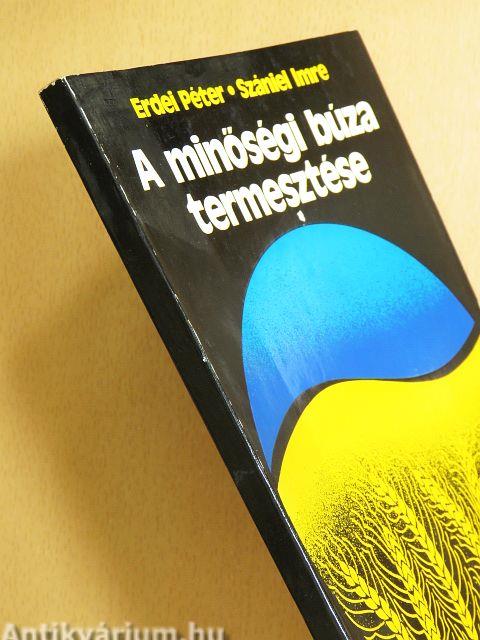 Erdei Péter • Szániel Imre
A minőségi búza
termesztése
Antikvárium.hu